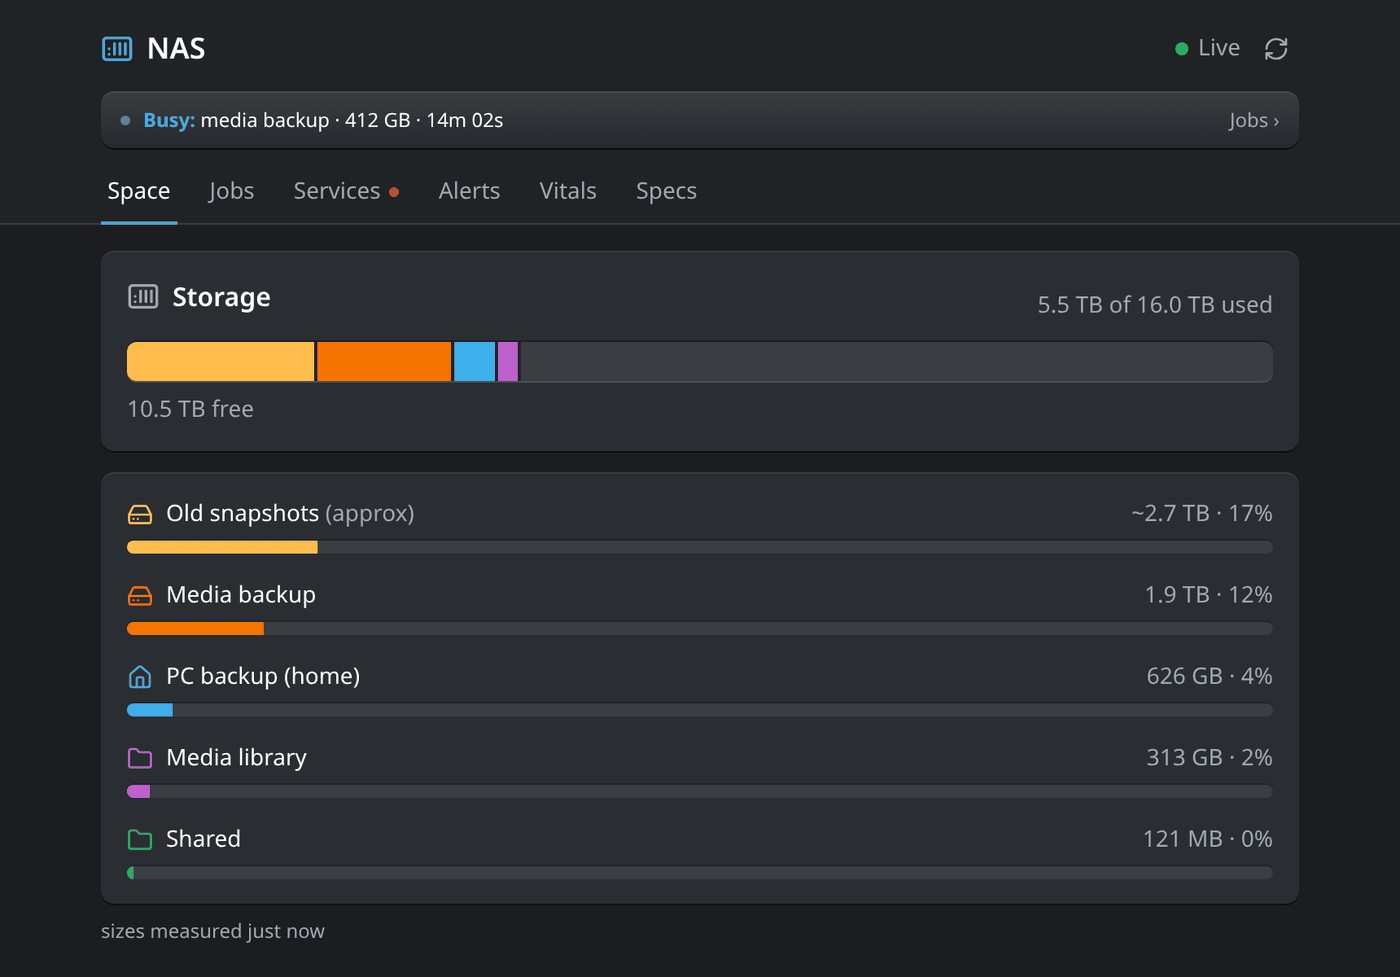 NAS
Live
Busy: media backup · 412 GB · 14m 02s
Jobs ›
Space Jobs Services Alerts Vitals Specs
Storage
5.5 TB of 16.0 TB used
10.5 TB free
Old snapshots (approx)
~2.7 TB · 17%
Media backup
1.9 TB · 12%
PC backup (home)
626 GB · 4%
Media library
313 GB · 2%
Shared
121 MB · 0%
sizes measured just now